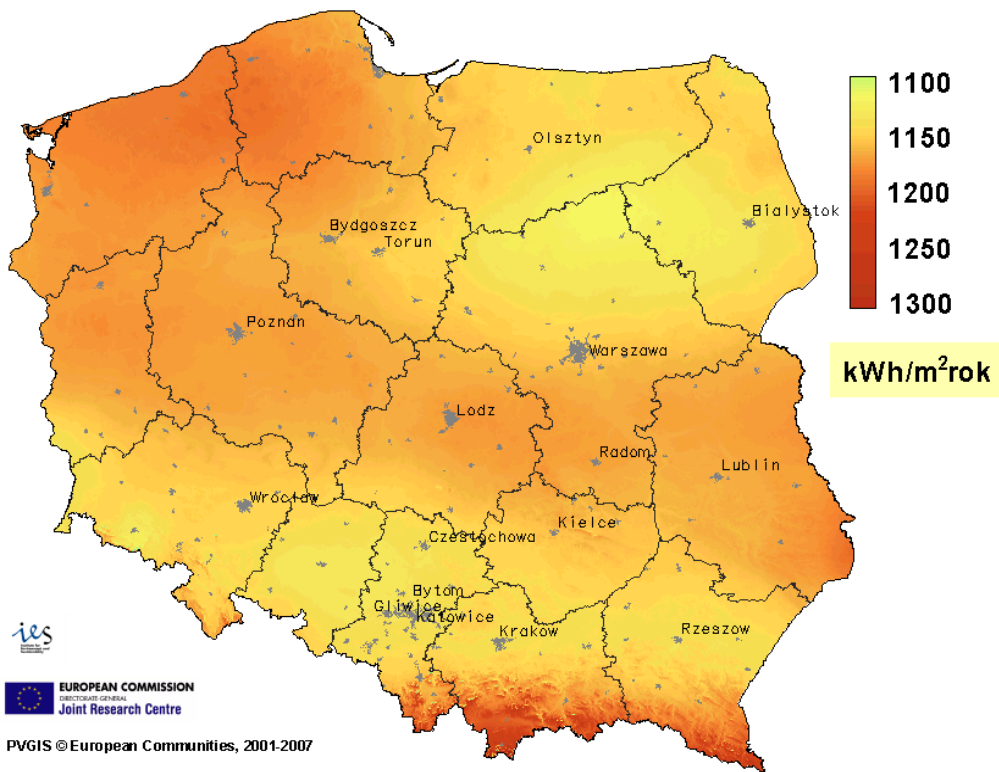 Olsztyn
Bialystok
Bydgoszcz
Torun
Poznan
Warszawa
Lodz
Radom
Lublin
Wrocław
Kielce
Czestochowa
Bytom
Gliwice
Katowice
Krakow
Rzeszow
1100
1150
1200
1250
1300
kWh/m²rok
ies
EUROPEAN COMMISSION
DIRECTORATE-GENERAL
Joint Research Centre
PVGIS © European Communities, 2001-2007